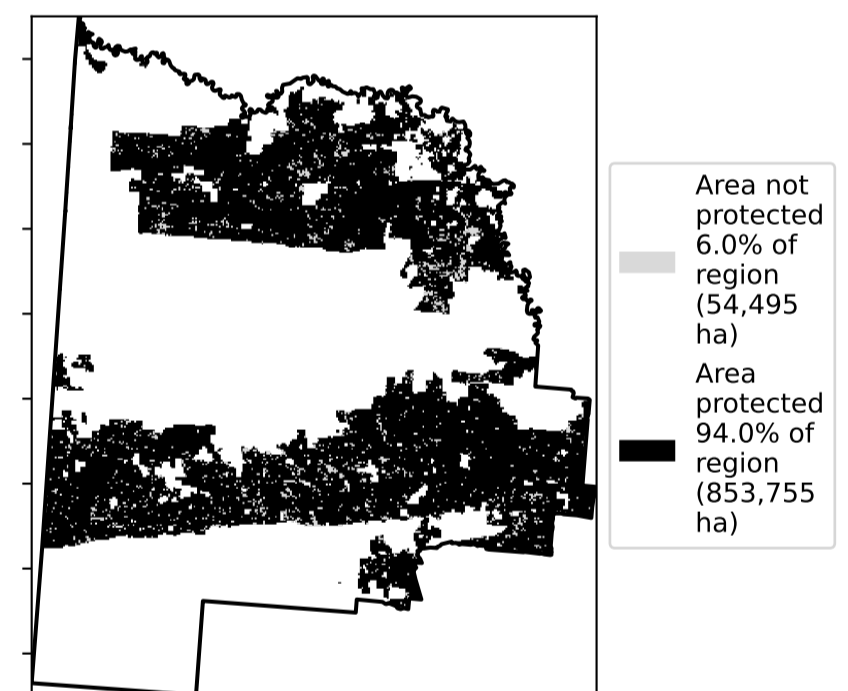 Area not
protected
6.0% of
region
(54,495
ha)
Area
protected
94.0% of
region
(853,755
ha)